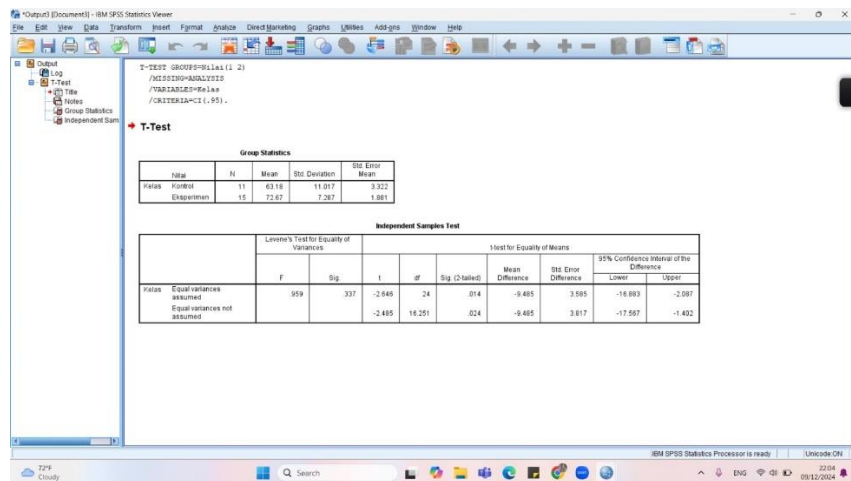 *Output3 [Document3] - IBM SPSS Statistics Viewer
File Edit View Data Transform Insert Format Analyze Direct Marketing Graphs Utilities Add-ons Window Help
Output
Log
T-Test
Title
Notes
Group Statistics
Independent Sam
T-TEST GROUPS=Nilai(1 2)
/MISSING=ANALYSIS
/VARIABLES=Kelas
/CRITERIA=CI(.95).
T-Test
Group Statistics
Nilai N Mean Std. Deviation Std. Error Mean
Kelas Kontrol 11 63.18 11.017 3.322
Eksperimen 15 72.67 7.287 1.881
Independent Samples Test
Levene's Test for Equality of Variances t-test for Equality of Means
95% Confidence Interval of the Difference
F Sig. t df Sig. (2-tailed) Mean Difference Std. Error Difference Lower Upper
Kelas Equal variances assumed .959 .337 -2.646 24 .014 -9.485 3.585 -16.883 -2.087
Equal variances not assumed -2.485 16.251 .024 -9.485 3.817 -17.567 -1.402
IBM SPSS Statistics Processor is ready Unicode:ON
72°F
Cloudy
Search
ENG
22:04
09/12/2024